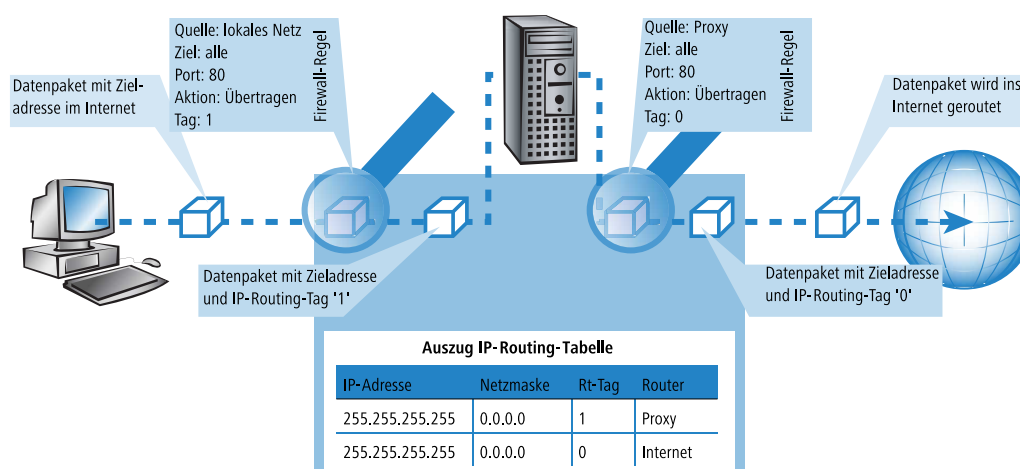 Datenpaket mit Ziel-
adresse im Internet
Quelle: lokales Netz
Ziel: alle
Port: 80
Aktion: Übertragen
Tag: 1
Firewall-Regel
Quelle: Proxy
Ziel: alle
Port: 80
Aktion: Übertragen
Tag: 0
Firewall-Regel
Datenpaket wird ins
Internet geroutet
Datenpaket mit Zieladresse
und IP-Routing-Tag '1'
Datenpaket mit Zieladresse
und IP-Routing-Tag '0'
Auszug IP-Routing-Tabelle
IP-Adresse Netzmaske Rt-Tag Router
255.255.255.255 0.0.0.0 1 Proxy
255.255.255.255 0.0.0.0 0 Internet